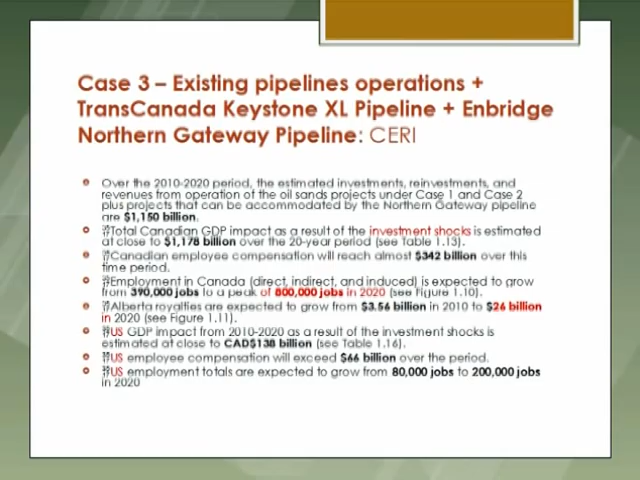 Case 3 – Existing pipelines operations +
TransCanada Keystone XL Pipeline + Enbridge
Northern Gateway Pipeline: CERI
Over the 2010-2020 period, the estimated investments, reinvestments, and
revenues from operation of the oil sands projects under Case 1 and Case 2
plus projects that can be accommodated by the Northern Gateway pipeline
are $1,150 billion.
Total Canadian GDP impact as a result of the investment shocks is estimated
at close to $1,178 billion over the 20-year period (see Table 1.13).
Canadian employee compensation will reach almost $342 billion over this
time period.
Employment in Canada (direct, indirect, and induced) is expected to grow
from 390,000 jobs to a peak of 800,000 jobs in 2020 (see Figure 1.10).
Alberta royalties are expected to grow from $3.56 billion in 2010 to $26 billion
in 2020 (see Figure 1.11).
US GDP impact from 2010-2020 as a result of the investment shocks is
estimated at close to CAD$138 billion (see Table 1.16).
US employee compensation will exceed $66 billion over the period.
US employment totals are expected to grow from 80,000 jobs to 200,000 jobs
in 2020